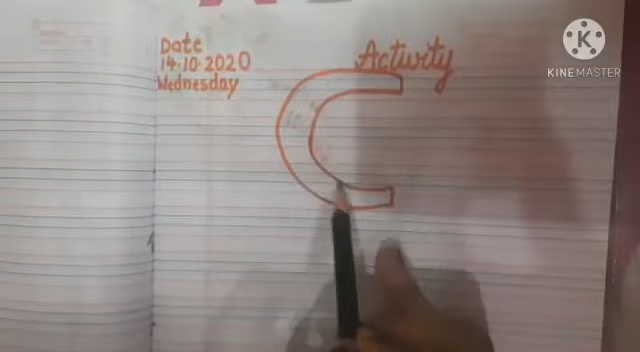 Date
14.10.2020
Wednesday
Activity
C
KINEMASTER